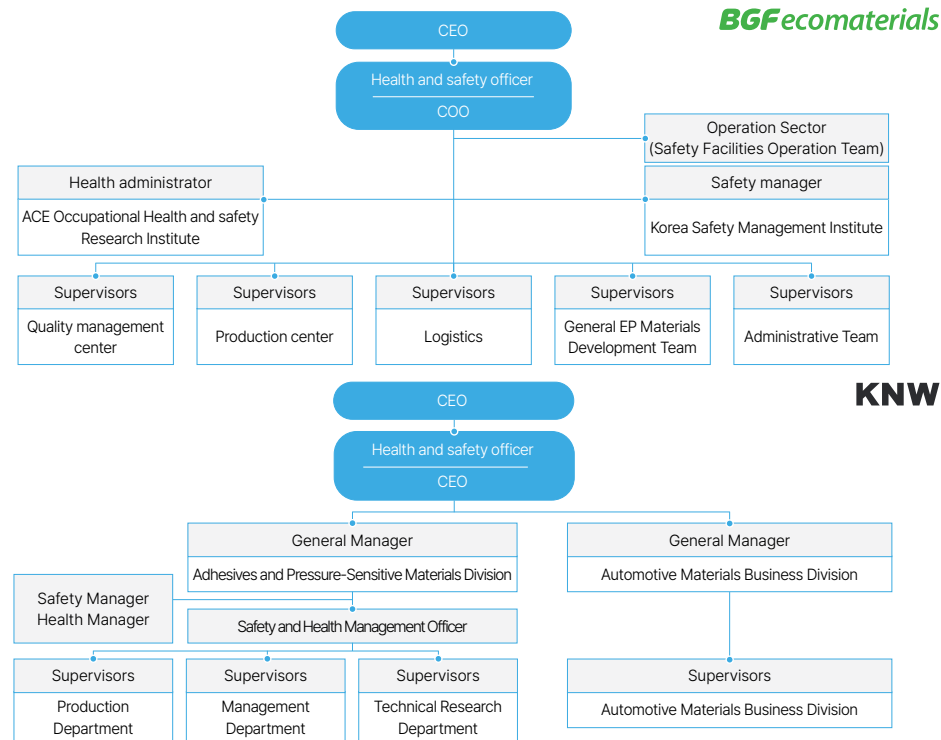 BGFecomaterials
CEO
Health and safety officer
COO
Operation Sector
(Safety Facilities Operation Team)
Health administrator
ACE Occupational Health and safety
Research Institute
Safety manager
Korea Safety Management Institute
Supervisors
Quality management
center
Supervisors
Production center
Supervisors
Logistics
Supervisors
General EP Materials
Development Team
Supervisors
Administrative Team
KNW
CEO
Health and safety officer
CEO
General Manager
Adhesives and Pressure-Sensitive Materials Division
General Manager
Automotive Materials Business Division
Safety Manager
Health Manager
Safety and Health Management Officer
Supervisors
Production
Department
Supervisors
Management
Department
Supervisors
Technical Research
Department
Supervisors
Automotive Materials Business Division